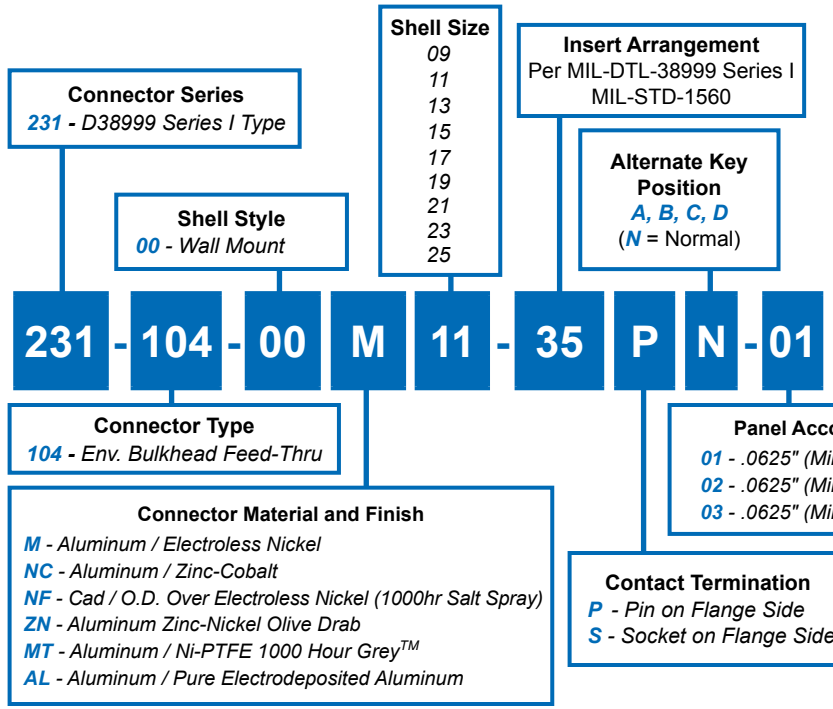 Connector Series
231 - D38999 Series I Type
Shell Style
00 - Wall Mount
Shell Size
09
11
13
15
17
19
21
23
25
Insert Arrangement
Per MIL-DTL-38999 Series I
MIL-STD-1560
Alternate Key
Position
A, B, C, D
(N = Normal)
231 - 104 - 00 M 11 - 35 P N - 01
Connector Type
104 - Env. Bulkhead Feed-Thru
Connector Material and Finish
M - Aluminum / Electroless Nickel
NC - Aluminum / Zinc-Cobalt
NF - Cad / O.D. Over Electroless Nickel (1000hr Salt Spray)
ZN - Aluminum Zinc-Nickel Olive Drab
MT - Aluminum / Ni-PTFE 1000 Hour Grey™
AL - Aluminum / Pure Electrodeposited Aluminum
Panel
01 - .0625"
02 - .0625"
03 - .0625"
Contact Termination
P - Pin on Flange Side
S - Socket on Flange Side